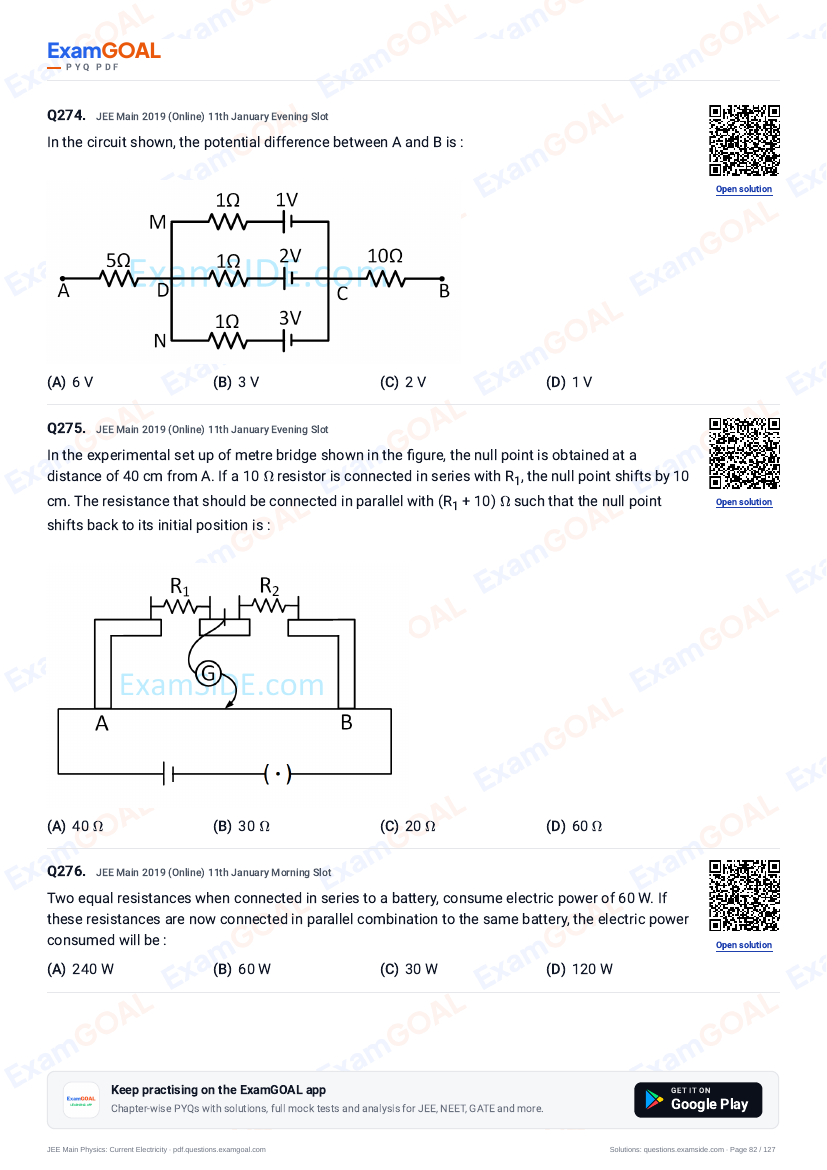 ExamGOAL
PYQ PDF
Q274. JEE Main 2019 (Online) 11th January Evening Slot
In the circuit shown, the potential difference between A and B is :
Open solution
1Ω 1V
M
5Ω 1Ω 2V 10Ω
ExamSIDE.com
A D C B
1Ω 3V
N
(A) 6 V (B) 3 V (C) 2 V (D) 1 V
Q275. JEE Main 2019 (Online) 11th January Evening Slot
In the experimental set up of metre bridge shown in the figure, the null point is obtained at a
distance of 40 cm from A. If a 10 Ω resistor is connected in series with R1, the null point shifts by 10
cm. The resistance that should be connected in parallel with (R1 + 10) Ω such that the null point
shifts back to its initial position is :
Open solution
R1 R2
G
ExamSIDE.com
A B
( · )
(A) 40 Ω (B) 30 Ω (C) 20 Ω (D) 60 Ω
Q276. JEE Main 2019 (Online) 11th January Morning Slot
Two equal resistances when connected in series to a battery, consume electric power of 60 W. If
these resistances are now connected in parallel combination to the same battery, the electric power
consumed will be :
Open solution
(A) 240 W (B) 60 W (C) 30 W (D) 120 W
ExamGOAL
Keep practising on the ExamGOAL app
Chapter-wise PYQs with solutions, full mock tests and analysis for JEE, NEET, GATE and more.
GET IT ON
Google Play
JEE Main Physics: Current Electricity · pdf.questions.examgoal.com
Solutions: questions.examside.com · Page 82 / 127